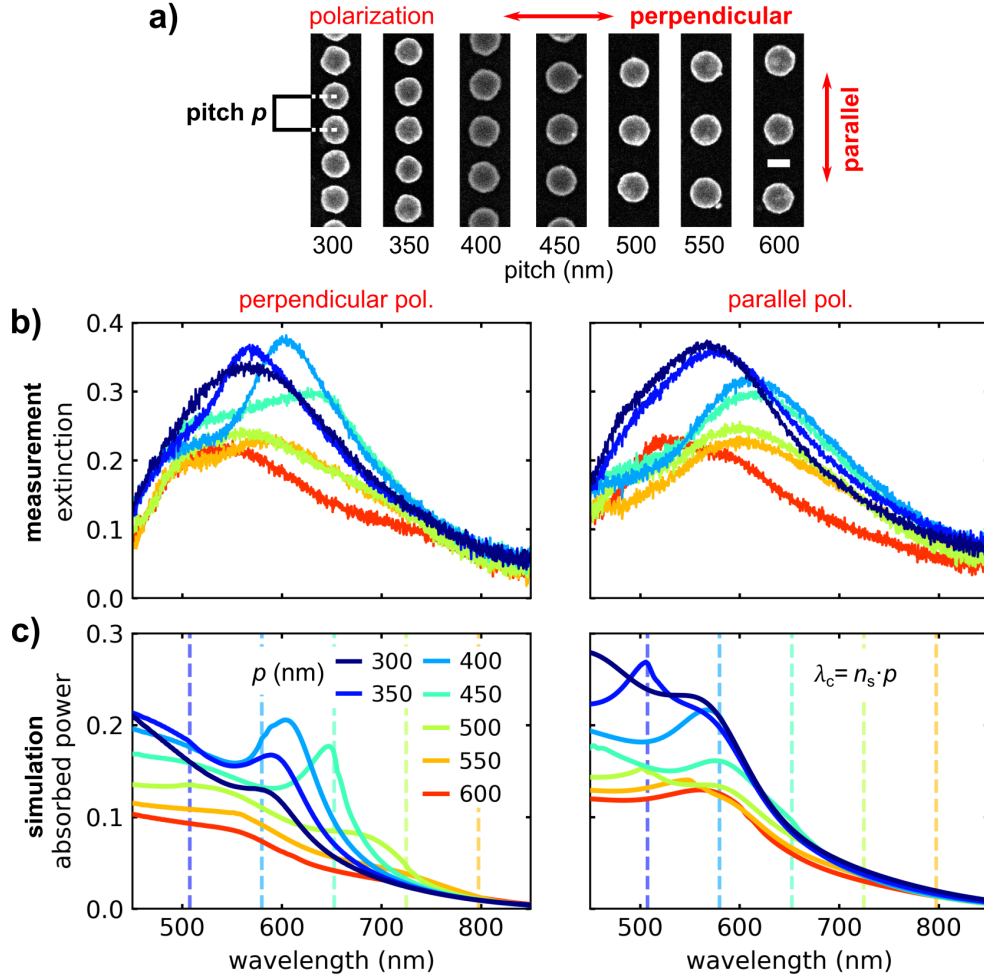 a)
polarization
perpendicular
pitch p
parallel
300 350 400 450 500 550 600
pitch (nm)
perpendicular pol.
parallel pol.
b)
measurement
extinction
0.4
0.3
0.2
0.1
0.0
c)
simulation
absorbed power
0.3
0.2
0.1
0.0
p (nm)
300 400
350 450
500
550
600
λc= ns·p
500 600 700 800
wavelength (nm)
500 600 700 800
wavelength (nm)